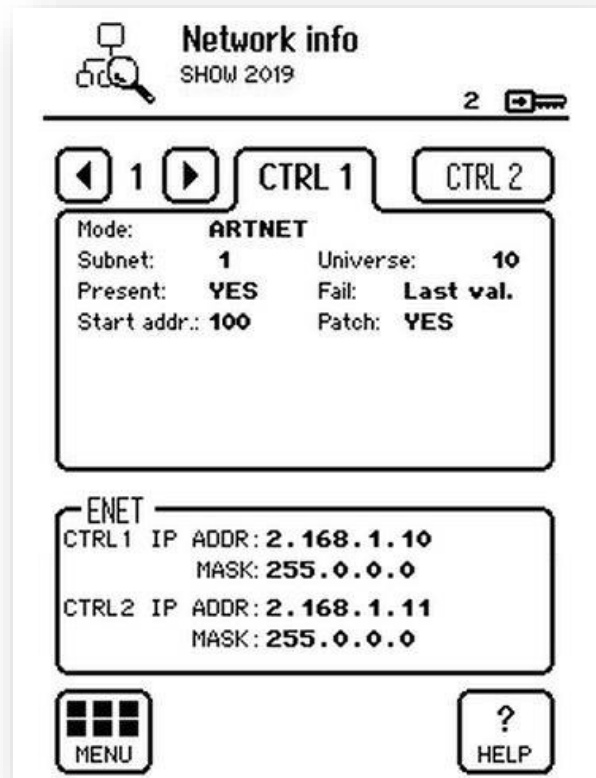 Network info
SHOW 2019
2
1 CTRL 1 CTRL 2
Mode: ARTNET
Subnet: 1 Universe: 10
Present: YES Fail: Last val.
Start addr.: 100 Patch: YES
ENET
CTRL1 IP ADDR: 2.168.1.10
MASK: 255.0.0.0
CTRL2 IP ADDR: 2.168.1.11
MASK: 255.0.0.0
MENU ? HELP